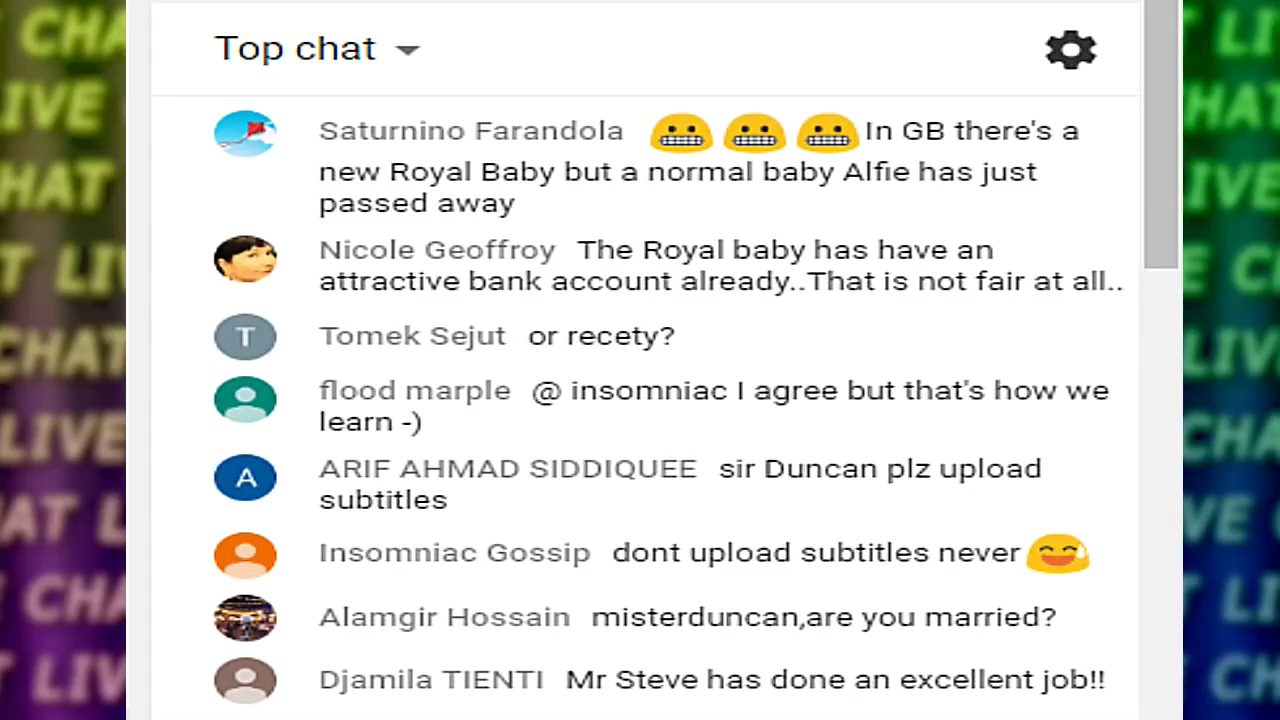 Top chat
Saturnino Farandola 😬😬😬In GB there's a
new Royal Baby but a normal baby Alfie has just
passed away
Nicole Geoffroy The Royal baby has have an
attractive bank account already..That is not fair at all..
T Tomek Sejut or recety?
flood marple @ insomniac I agree but that's how we
learn -)
A ARIF AHMAD SIDDIQUEE sir Duncan plz upload
subtitles
Insomniac Gossip dont upload subtitles never😅
Alamgir Hossain misterduncan,are you married?
Djamila TIENTI Mr Steve has done an excellent job!!